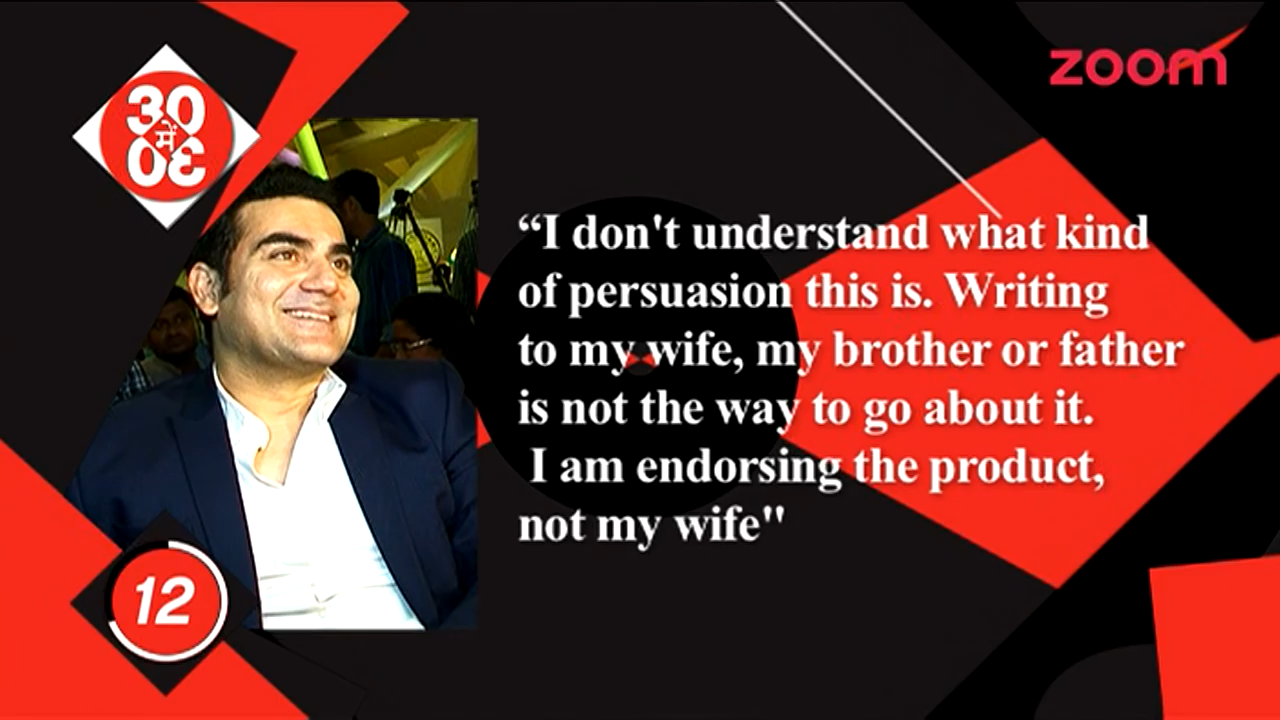 zoom
30
में
30
“I don't understand what kind
of persuasion this is. Writing
to my wife, my brother or father
is not the way to go about it.
I am endorsing the product,
not my wife"
12